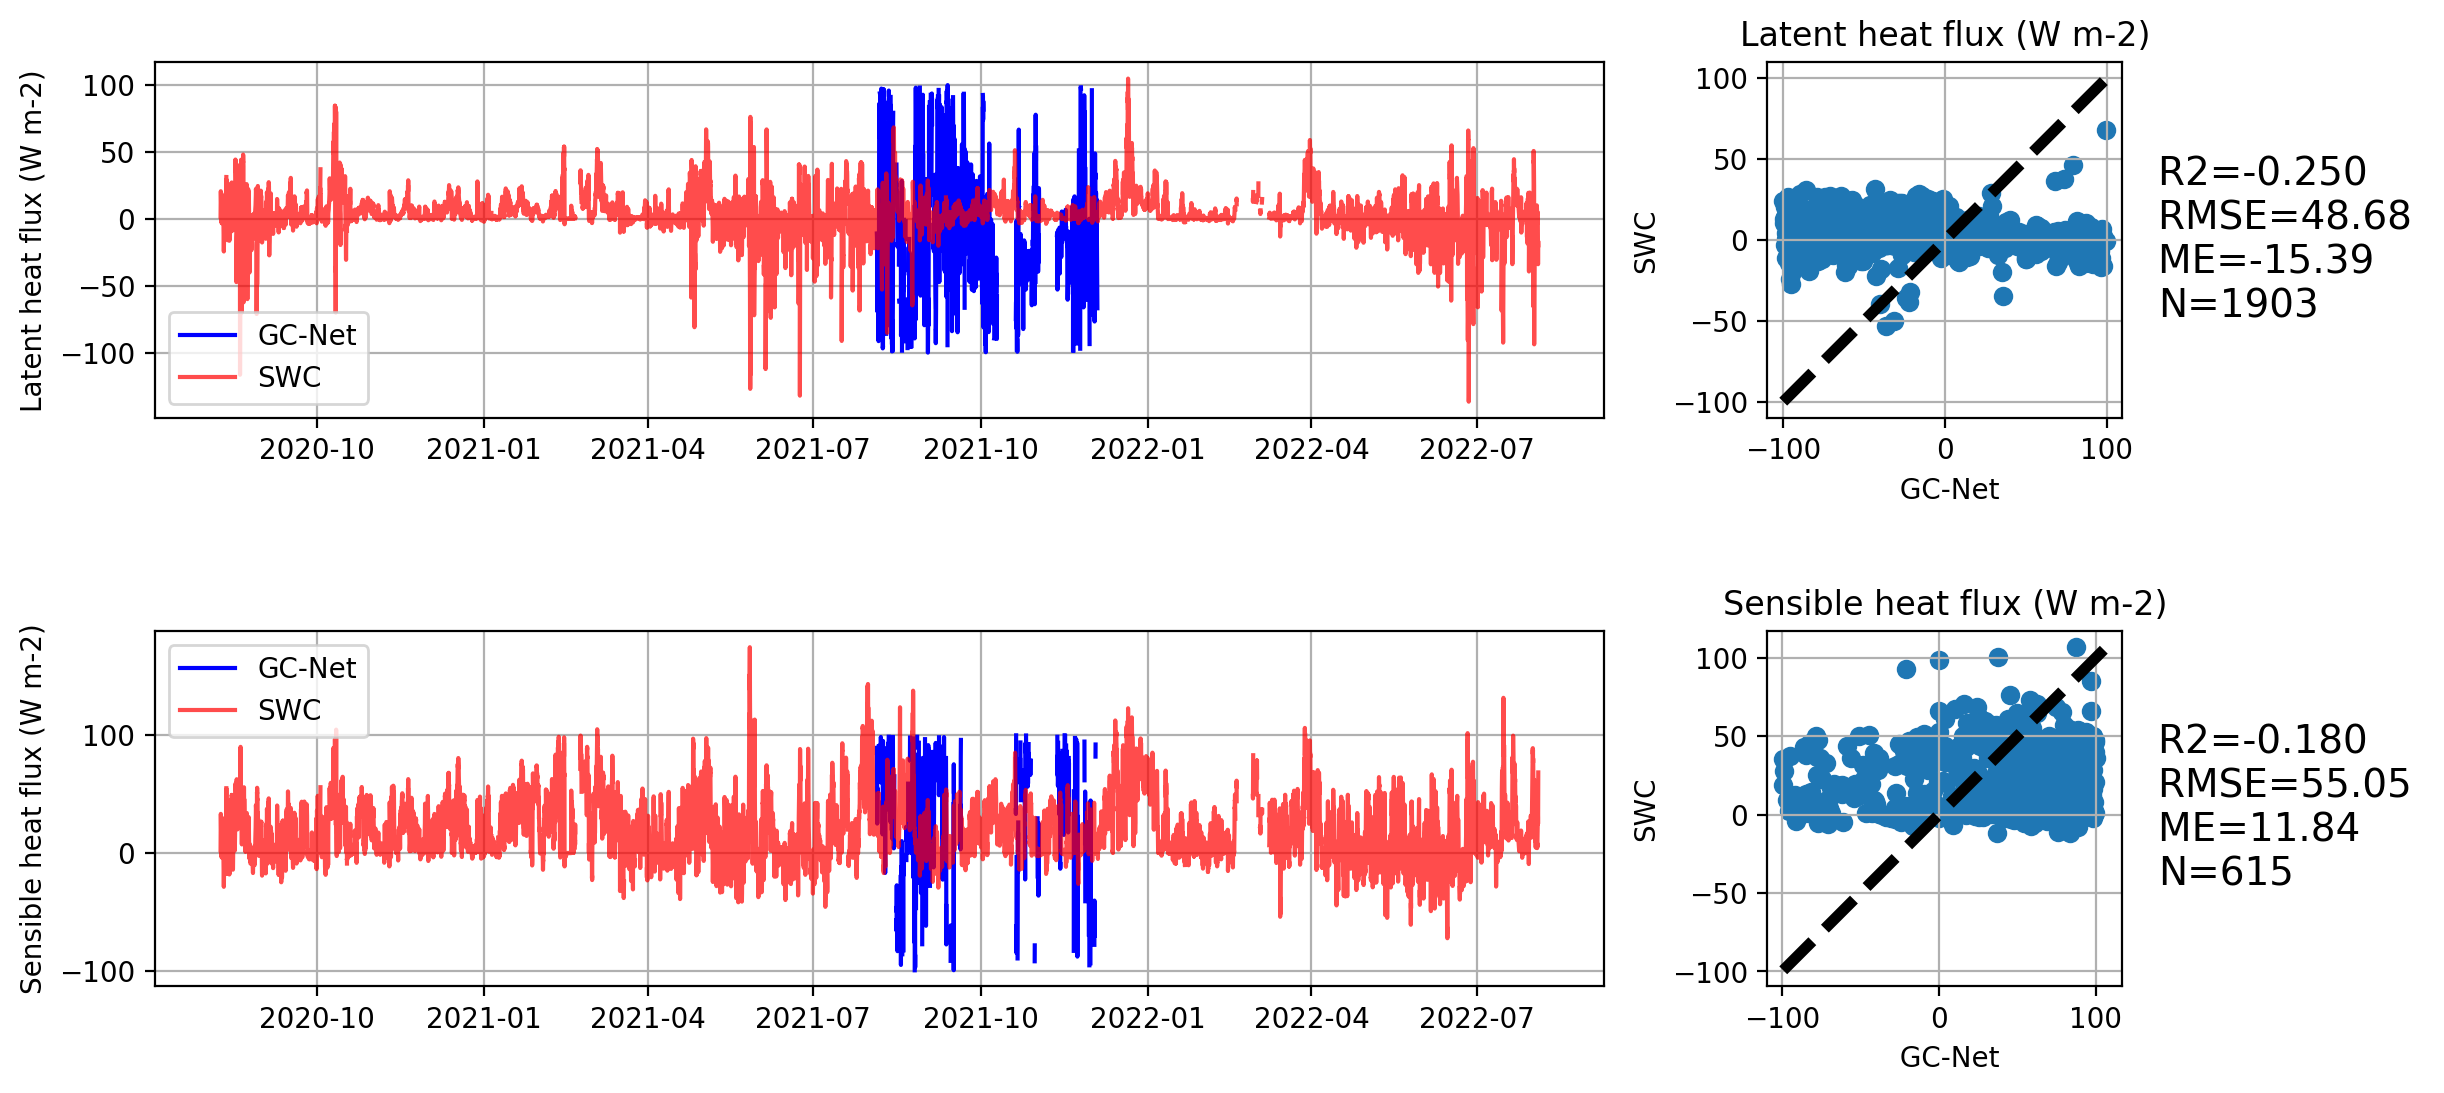 Latent heat flux (W m-2)
100
50
0
−50
−100
GC-Net
SWC
2020-10 2021-01 2021-04 2021-07 2021-10 2022-01 2022-04 2022-07
Latent heat flux (W m-2)
SWC
100
50
0
−50
−100
−100 0 100
GC-Net
R2=-0.250
RMSE=48.68
ME=-15.39
N=1903
Sensible heat flux (W m-2)
100
0
−100
GC-Net
SWC
2020-10 2021-01 2021-04 2021-07 2021-10 2022-01 2022-04 2022-07
Sensible heat flux (W m-2)
SWC
100
50
0
−50
−100
−100 0 100
GC-Net
R2=-0.180
RMSE=55.05
ME=11.84
N=615